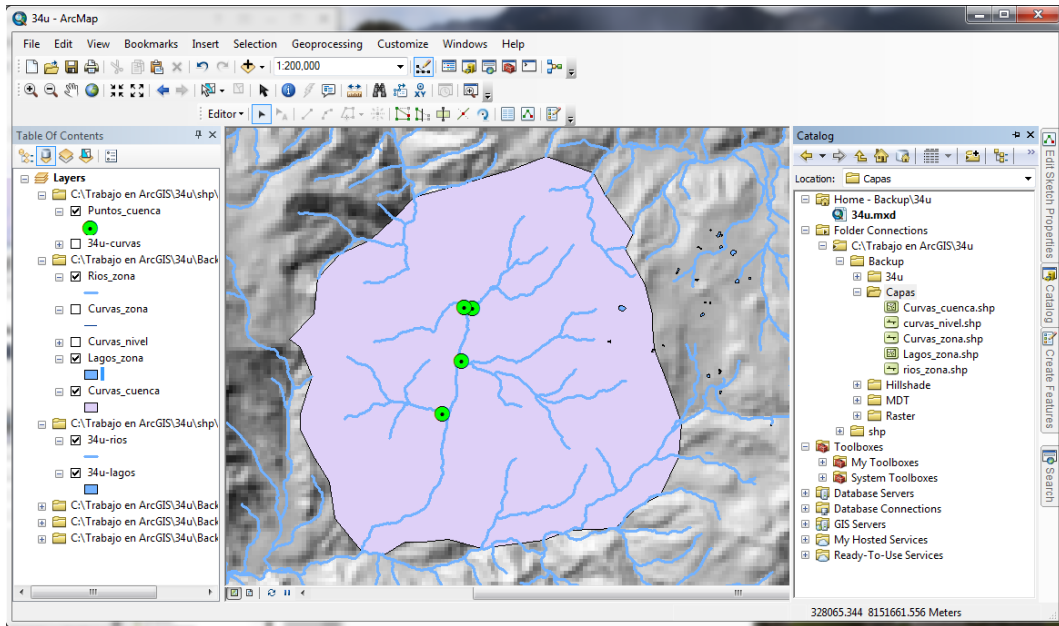 34u - ArcMap
File Edit View Bookmarks Insert Selection Geoprocessing Customize Windows Help
1:200,000
Editor
Table Of Contents
Layers
C:\Trabajo en ArcGIS\34u\shp\
Puntos_cuenca
34u-curvas
C:\Trabajo en ArcGIS\34u\Back
Rios_zona
Curvas_zona
Curvas_nivel
Lagos_zona
Curvas_cuenca
C:\Trabajo en ArcGIS\34u\shp\
34u-rios
34u-lagos
C:\Trabajo en ArcGIS\34u\Back
C:\Trabajo en ArcGIS\34u\Back
C:\Trabajo en ArcGIS\34u\Back
Catalog
Location: Capas
Home - Backup\34u
34u.mxd
Folder Connections
C:\Trabajo en ArcGIS\34u
Backup
34u
Capas
Curvas_cuenca.shp
curvas_nivel.shp
Curvas_zona.shp
Lagos_zona.shp
rios_zona.shp
Hillshade
MDT
Raster
shp
Toolboxes
My Toolboxes
System Toolboxes
Database Servers
Database Connections
GIS Servers
My Hosted Services
Ready-To-Use Services
Edit Sketch Properties
Catalog
Create Features
Search
328065.344 8151661.556 Meters